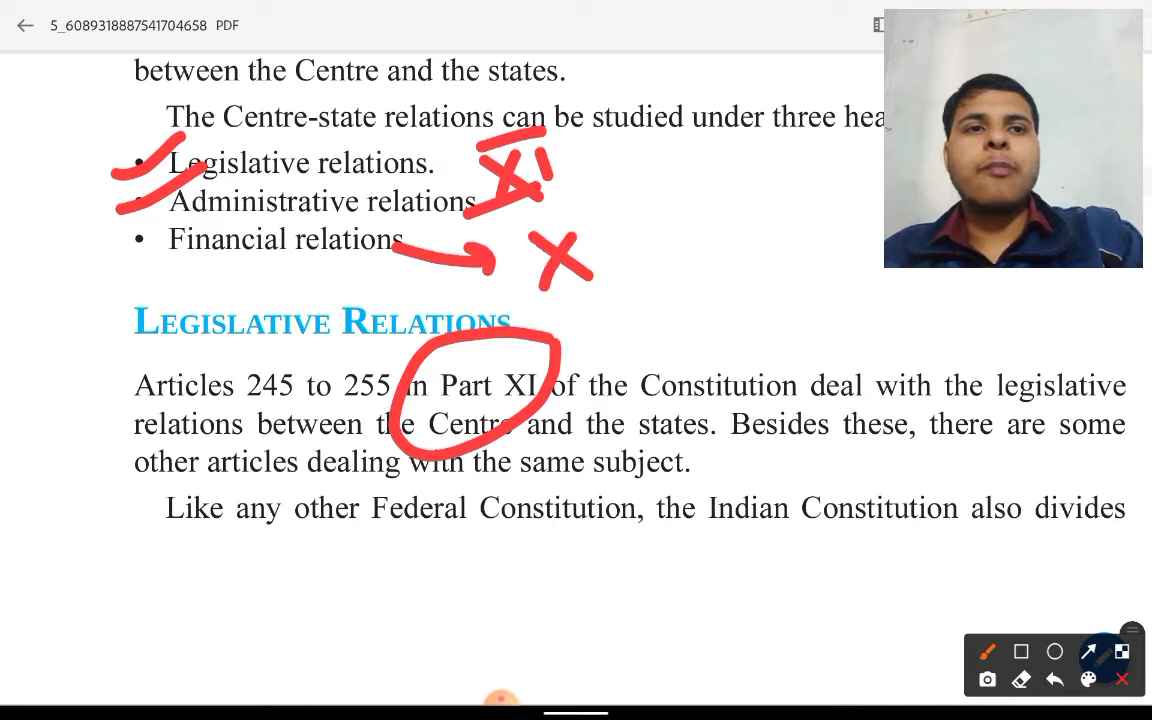 5_6089318887541704658 PDF
between the Centre and the states.
The Centre-state relations can be studied under three
• Legislative relations.
XI
Administrative relations
• Financial relations
X
LEGISLATIVE RELATIONS
Articles 245 to 255 in Part XI of the Constitution deal with the legislative
relations between the Centre and the states. Besides these, there are some
other articles dealing with the same subject.
Like any other Federal Constitution, the Indian Constitution also divides